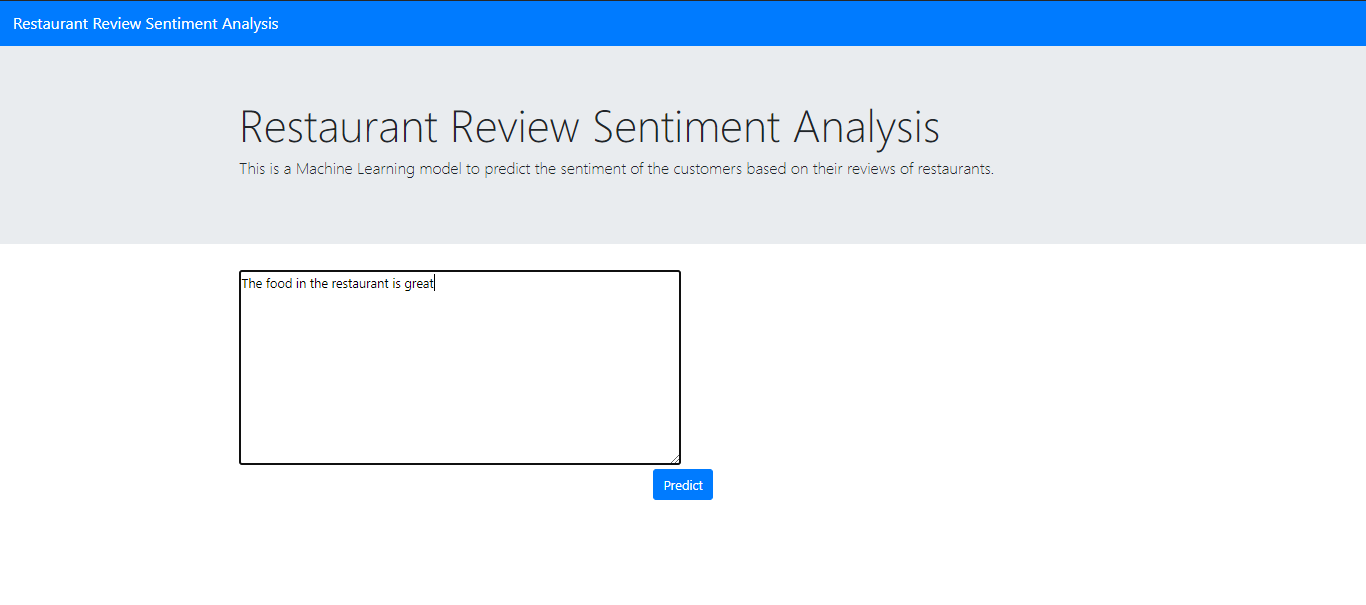 Restaurant Review Sentiment Analysis
Restaurant Review Sentiment Analysis
This is a Machine Learning model to predict the sentiment of the customers based on their reviews of restaurants.
The food in the restaurant is great
Predict